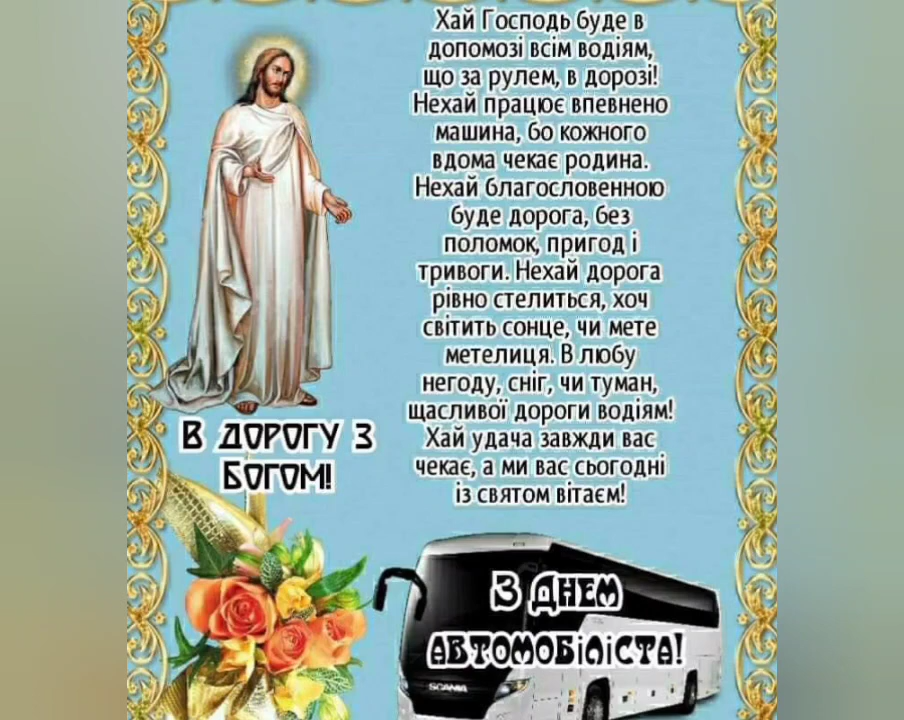 Хай Господь буде в
допомозі всім водіям,
що за рулем, в дорозі!
Нехай працює впевнено
машина, бо кожного
вдома чекає родина.
Нехай благословенною
буде дорога, без
поломок, пригод і
тривоги. Нехай дорога
рівно стелиться, хоч
світить сонце, чи мете
метелиця. В любу
негоду, сніг, чи туман,
щасливої дороги водіям!
Хай удача завжди вас
чекає, а ми вас сьогодні
із святом вітаєм!
В ДОРОГУ З
БОГОМ!
З ДНЕМ
АВТОМОБІЛІСТА!
SCANIA